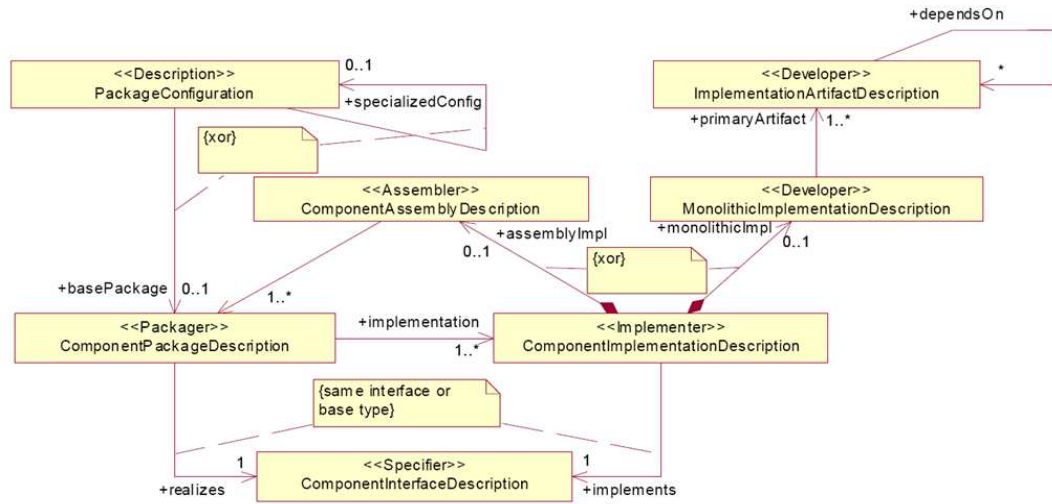 +dependsOn
<<Description>>
PackageConfiguration
0..1
+specializedConfig
<<Developer>>
ImplementationArtifactDescription
*
+primaryArtifact
1..*
{xor}
<<Assembler>>
ComponentAssemblyDescription
<<Developer>>
MonolithicImplementationDescription
+assemblyImpl
0..1
+monolithicImpl
0..1
{xor}
+basePackage
0..1
1..*
<<Packager>>
ComponentPackageDescription
+implementation
1..*
<<Implementer>>
ComponentImplementationDescription
{same interface or
base type}
1
+realizes
<<Specifier>>
ComponentInterfaceDescription
1
+implements